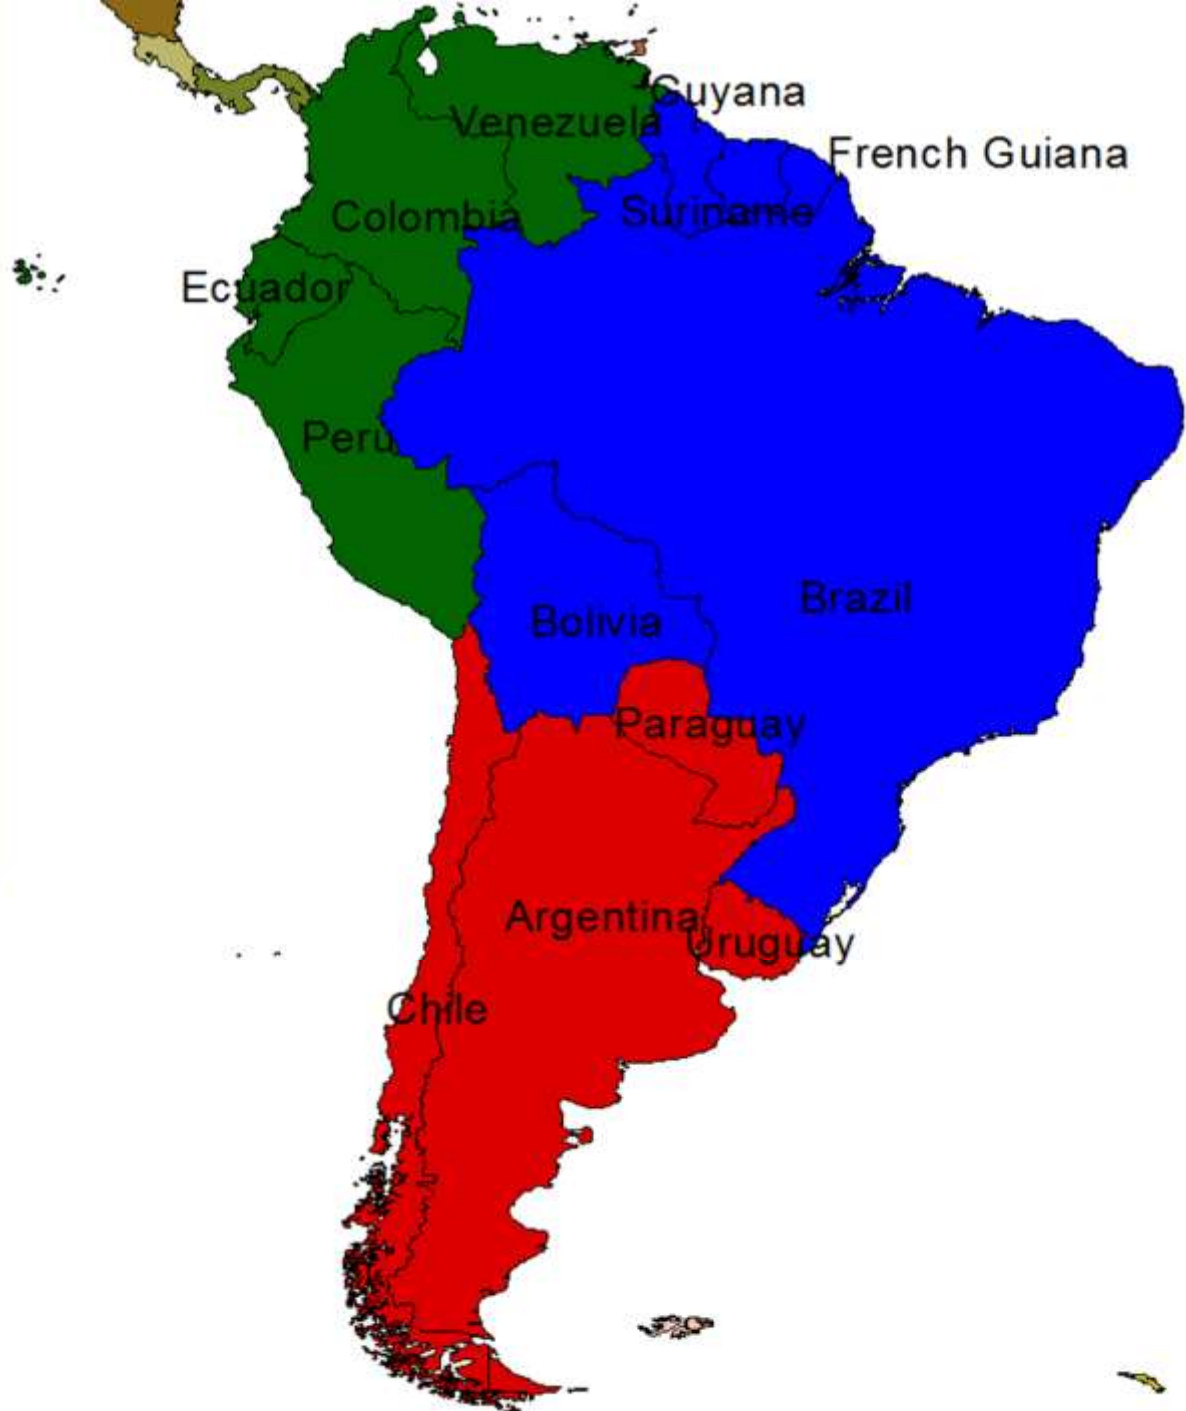 Guyana
Venezuela
French Guiana
Colombia
Suriname
Ecuador
Peru
Brazil
Bolivia
Paraguay
Argentina
Uruguay
Chile